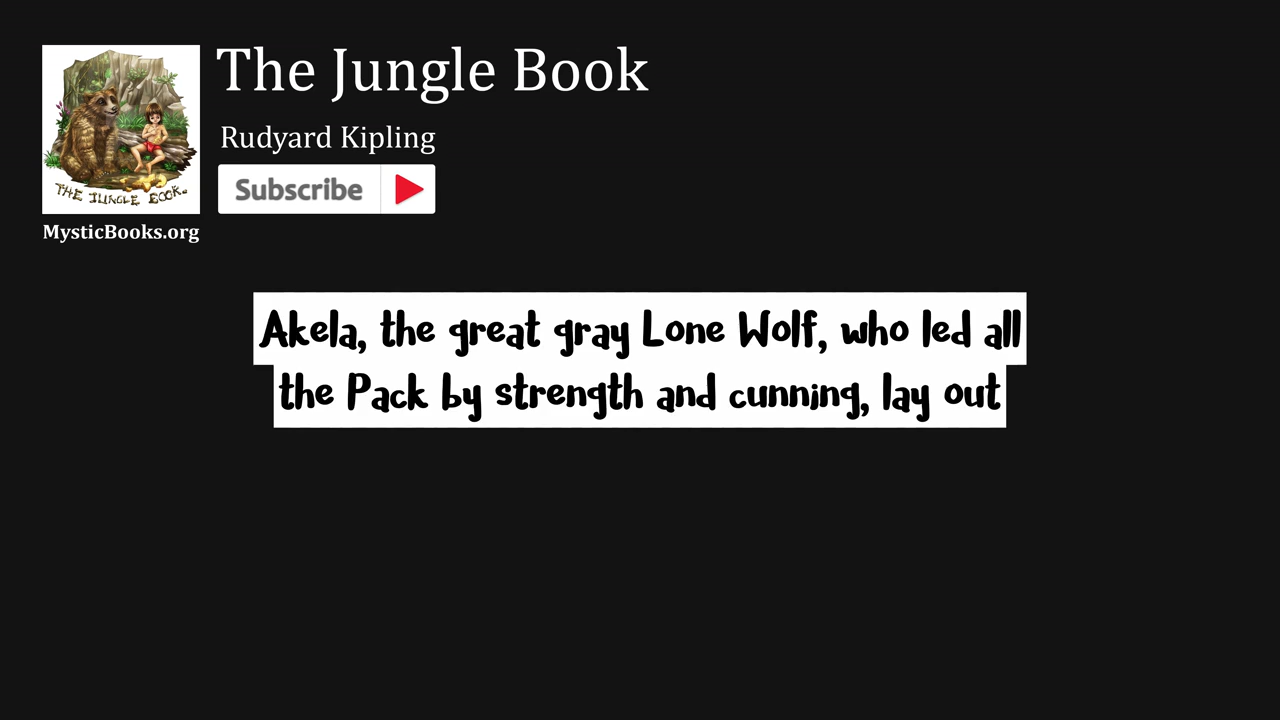 The Jungle Book
Rudyard Kipling
Subscribe
THE JUNGLE BOOK.
MysticBooks.org
Akela, the great gray Lone Wolf, who led all
the Pack by strength and cunning, lay out